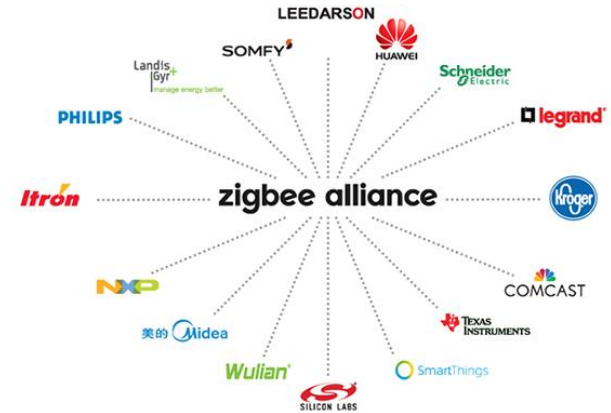 LEEDARSON
SOMFY
HUAWEI
Landis
Gyr+
manage energy better
Schneider
Electric
PHILIPS
legrand®
Itrón
zigbee alliance
Kroger
NXP
COMCAST
美的 Midea
TEXAS
INSTRUMENTS
Wulian®
SmartThings
SILICON LABS